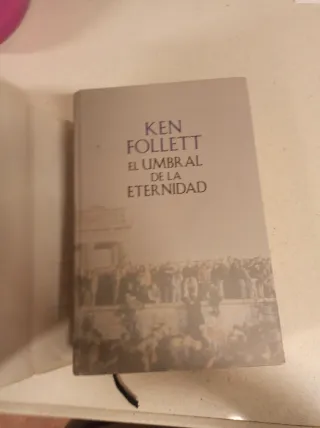 KEN
FOLLETT
EL UMBRAL
DE LA
ETERNIDAD